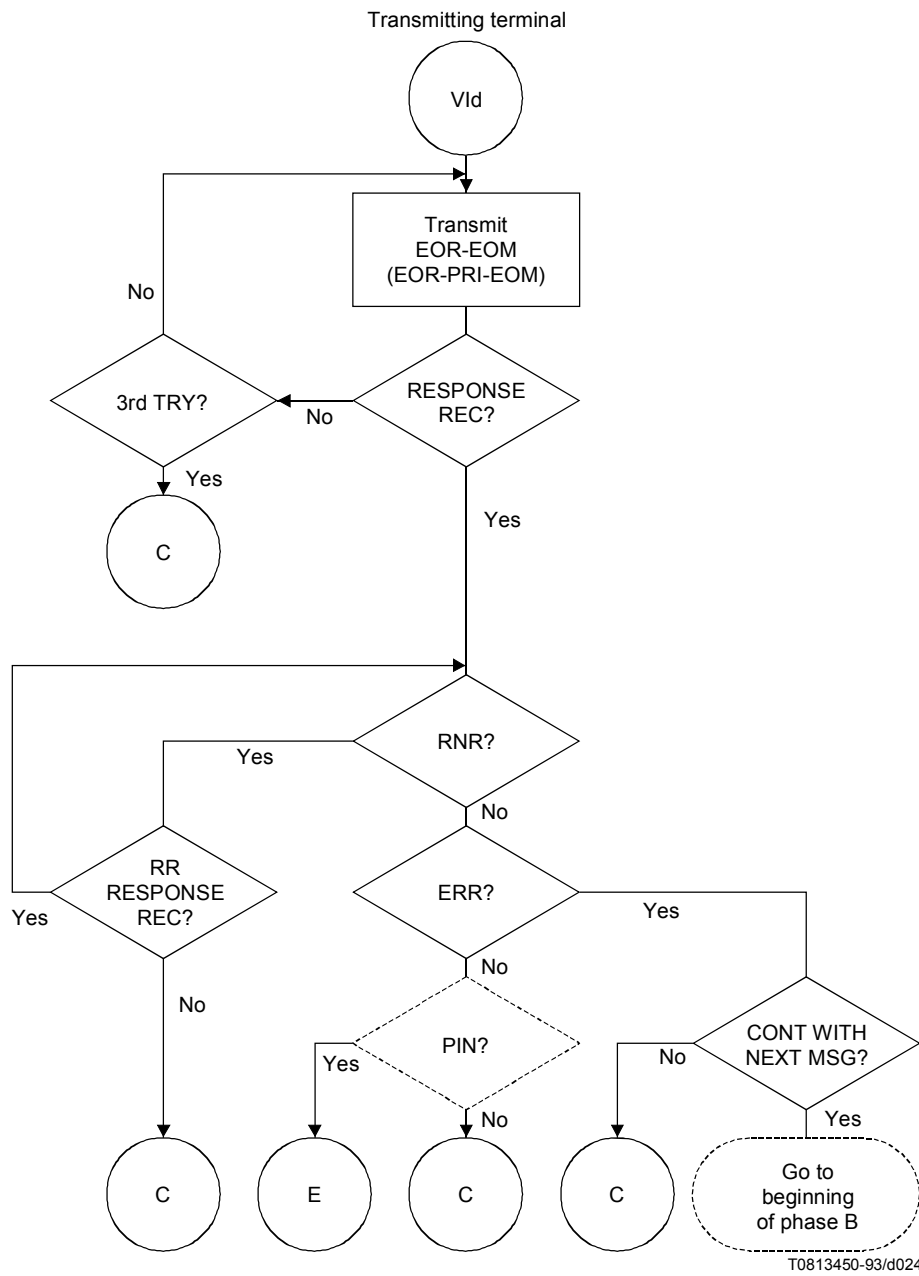 Transmitting terminal
VId
Transmit
EOR-EOM
(EOR-PRI-EOM)
No
3rd TRY?
No
RESPONSE
REC?
Yes
C
Yes
RNR?
Yes
No
RR
RESPONSE
REC?
Yes
ERR?
Yes
No
No
PIN?
Yes
No
CONT WITH
NEXT MSG?
No
Yes
C
E
C
C
Go to
beginning
of phase B
T0813450-93/d024